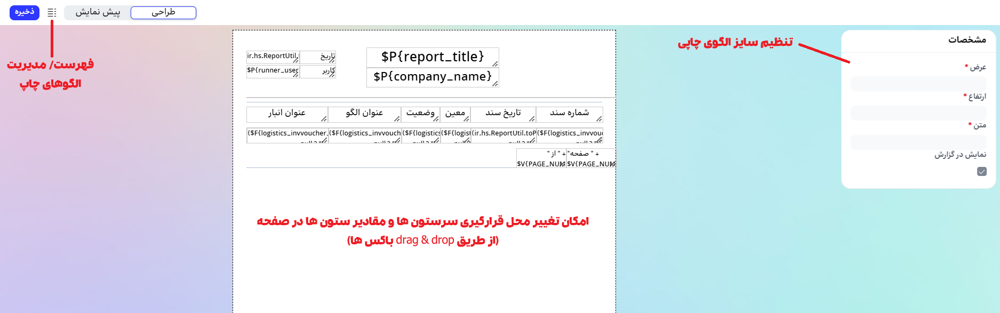 طراحی
پیش نمایش
ذخیره
فهرست/ مدیریت
الگوهای چاپ
تنظیم سایز الگوی چاپی
مشخصات
عرض *
ارتفاع *
متن *
نمایش در گزارش
$P{report_title}
$P{company_name}
تاریخ
ir.hs.ReportUtil.
کاربر
$P{runner_user
شماره سند
تاریخ سند
معین
وضعیت
عنوان الگو
عنوان انبار
($F{logistics_invvou
(ir.hs.ReportUtil.toP
($F{logist
($F{logistics
($F{logistics_invvouch
($F{logistics_invvoucher.
"صفحه " +
$V{PAGE_NUM
" از " +
$V{PAGE_NUM
امکان تغییر محل قرارگیری سرستون ها و مقادیر ستون ها در صفحه
(از طریق drag & drop باکس ها)